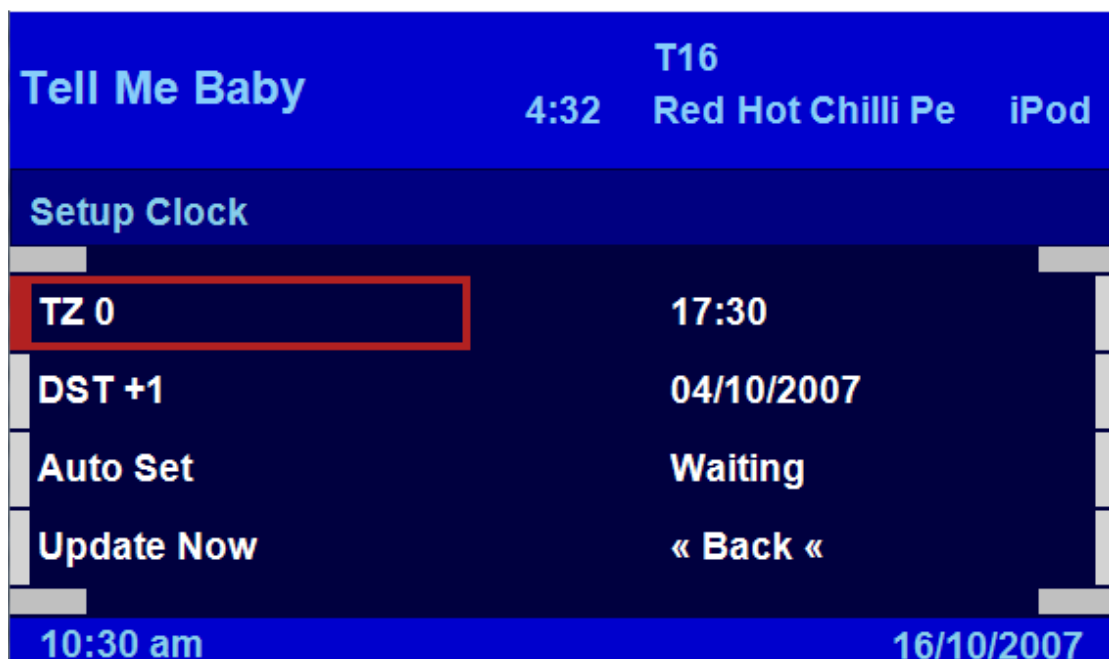 T16
Tell Me Baby 4:32 Red Hot Chilli Pe iPod
Setup Clock
TZ 0 17:30
DST +1 04/10/2007
Auto Set Waiting
Update Now « Back «
10:30 am 16/10/2007